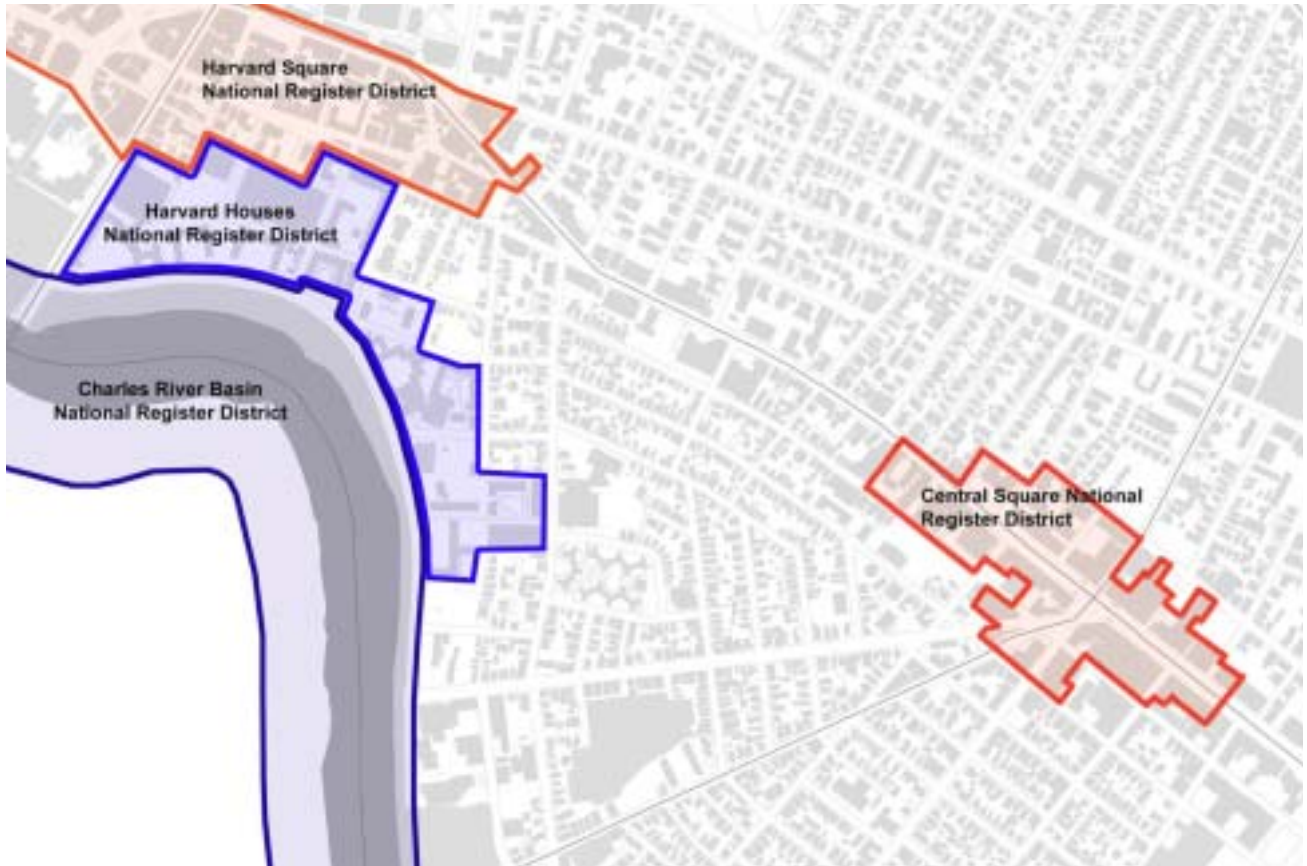 Harvard Square
National Register District
Harvard Houses
National Register District
Charles River Basin
National Register District
Central Square National
Register District